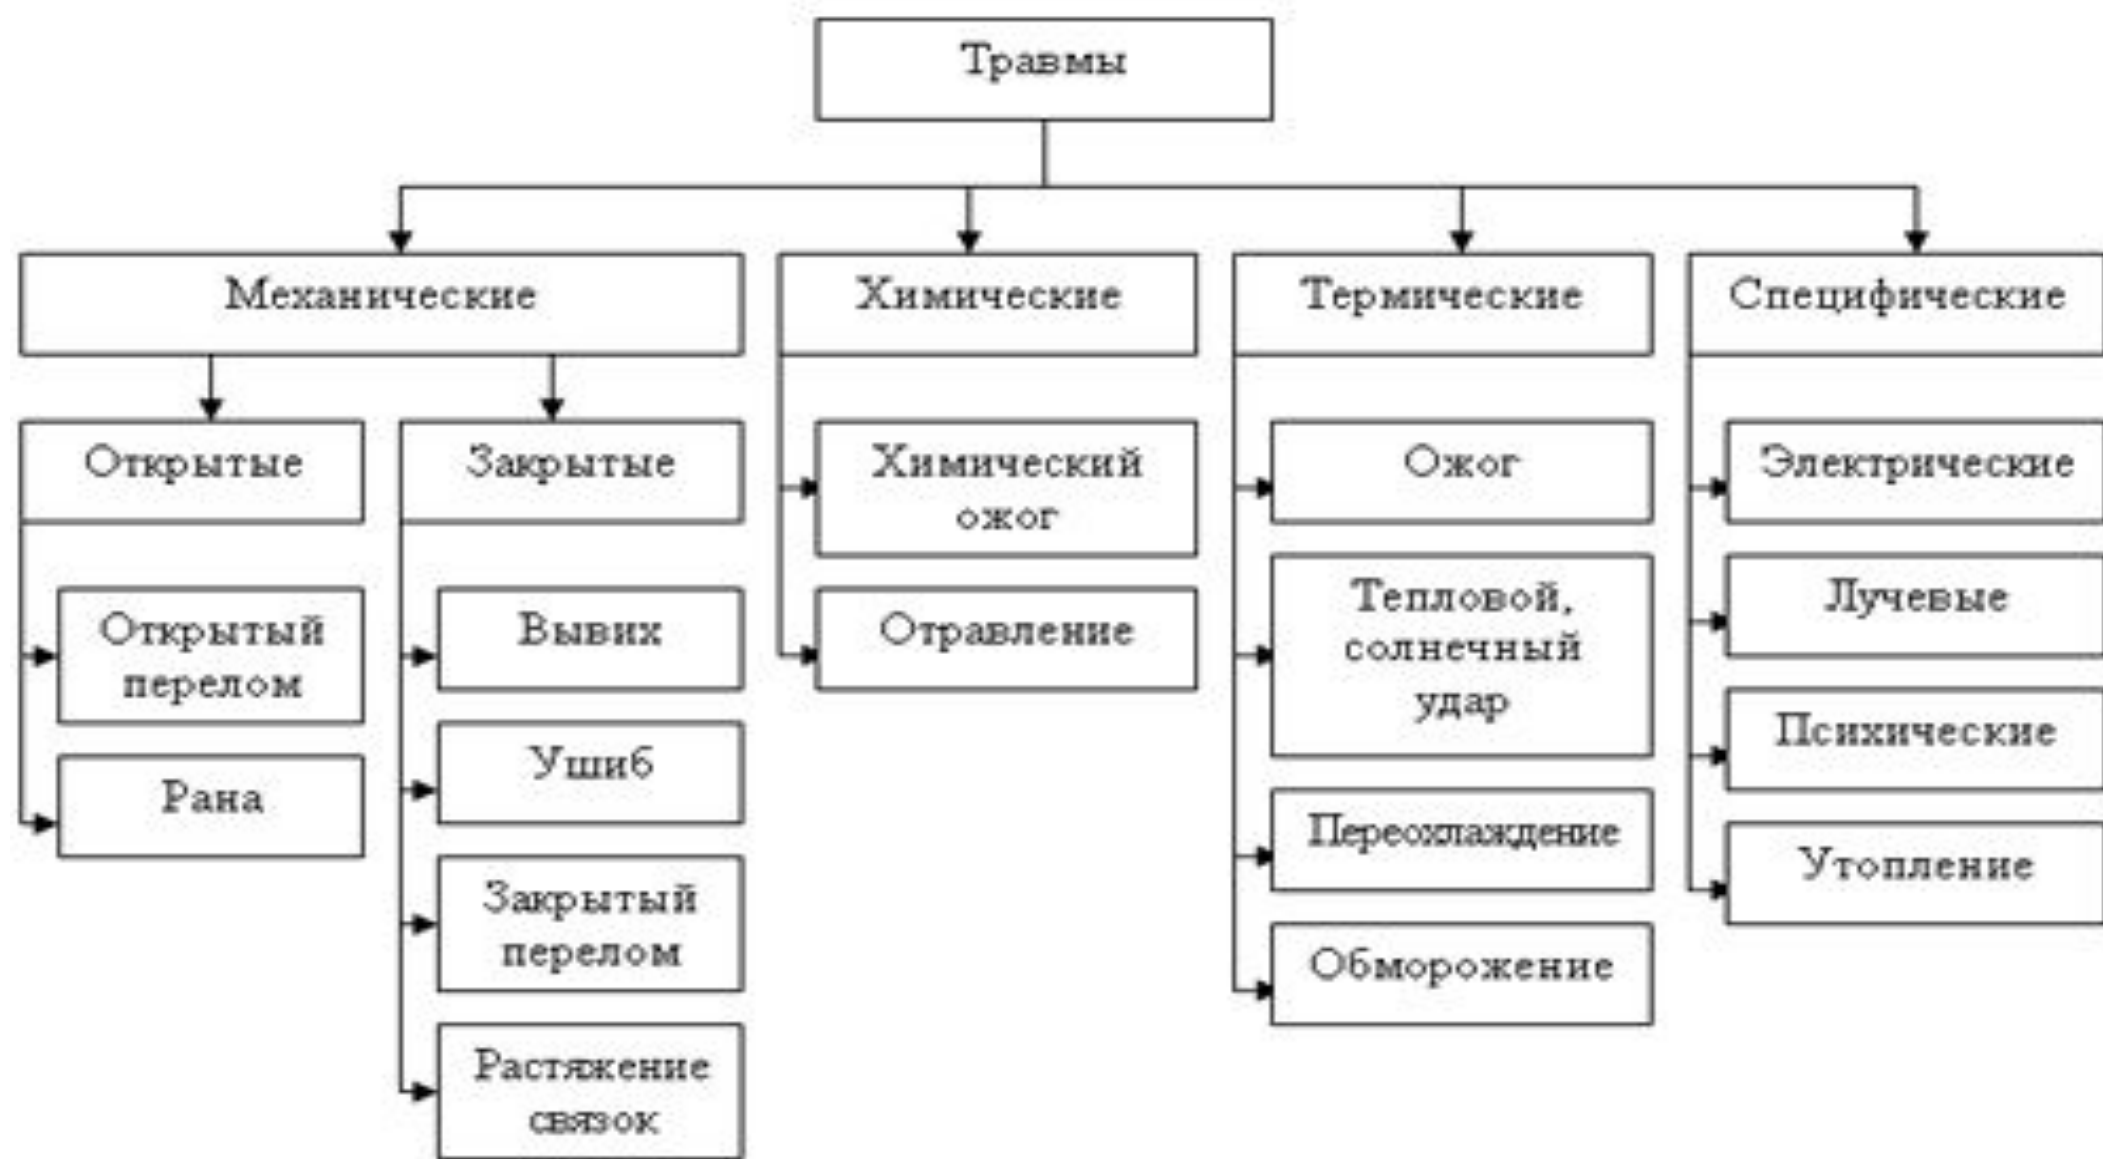 Травмы
Механические
Химические
Термические
Специфические
Открытые
Закрытые
Химический
ожог
Ожог
Электрические
Открытый
перелом
Вывих
Отравление
Тепловой,
солнечный
удар
Лучевые
Рана
Ушиб
Переохлаждение
Психические
Закрытый
перелом
Обморожение
Утопление
Растяжение
связок